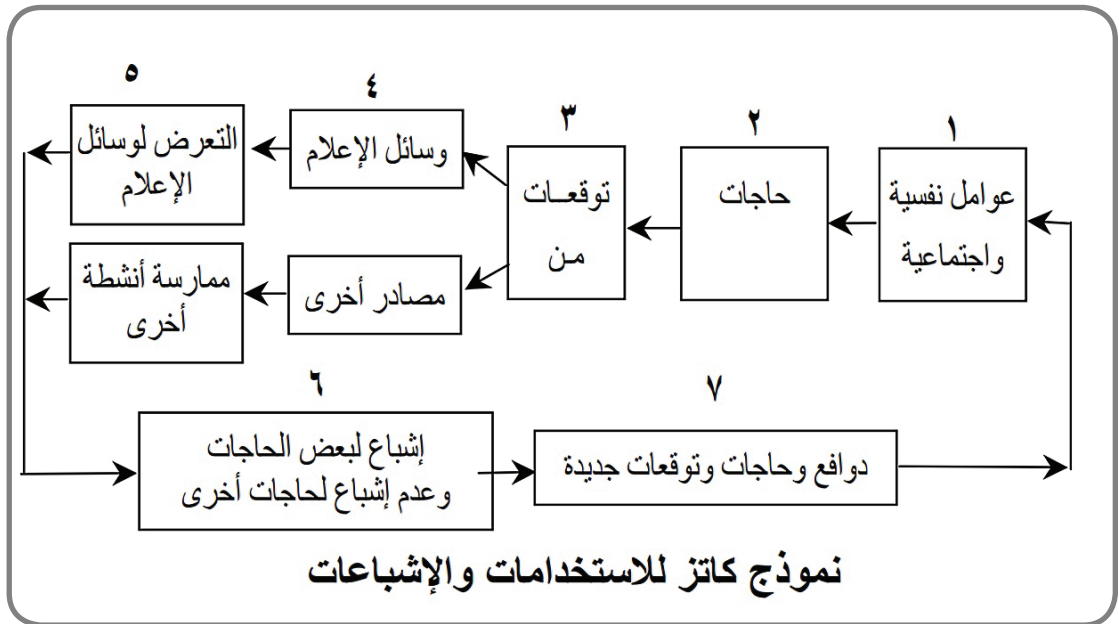 ١
عوامل نفسية
واجتماعية
٢
حاجات
٣
توقعــات
مـن
٤
وسائل الإعلام
مصادر أخرى
٥
التعرض لوسائل
الإعلام
ممارسة أنشطة
أخرى
٦
إشباع لبعض الحاجات
وعدم إشباع لحاجات أخرى
٧
دوافع وحاجات وتوقعات جديدة
نموذج كاتز للاستخدامات والإشباعات